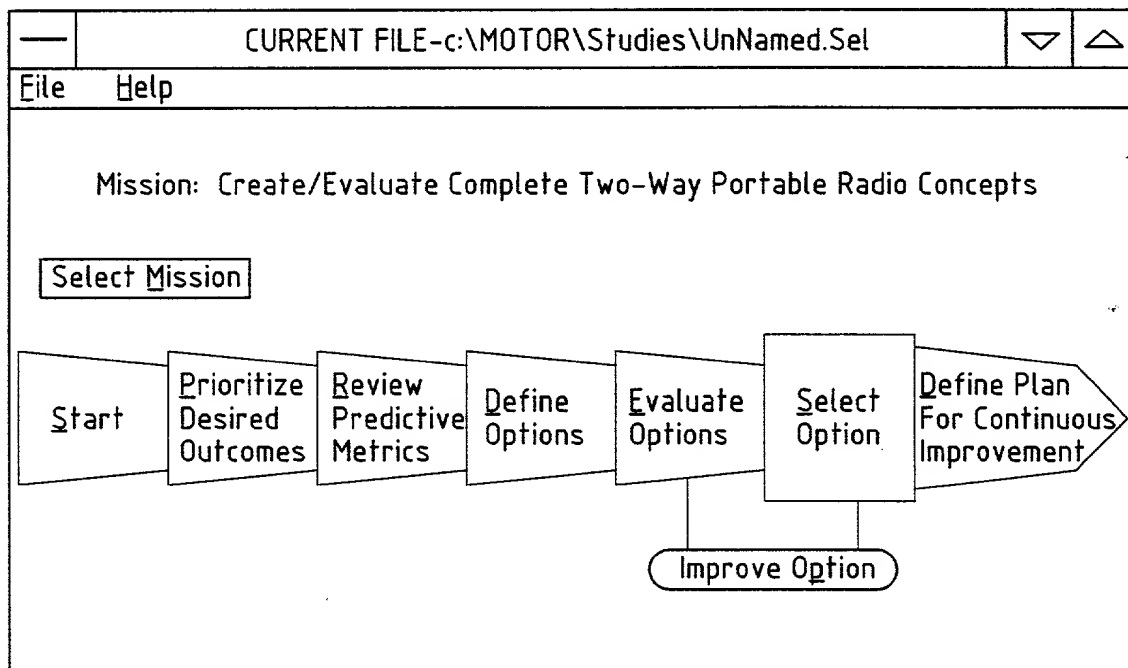 CURRENT FILE-c:\MOTOR\Studies\UnNamed.Sel
File Help
Mission: Create/Evaluate Complete Two-Way Portable Radio Concepts
Select Mission
Start
Prioritize
Desired
Outcomes
Review
Predictive
Metrics
Define
Options
Evaluate
Options
Select
Option
Define Plan
For Continuous
Improvement
Improve Option